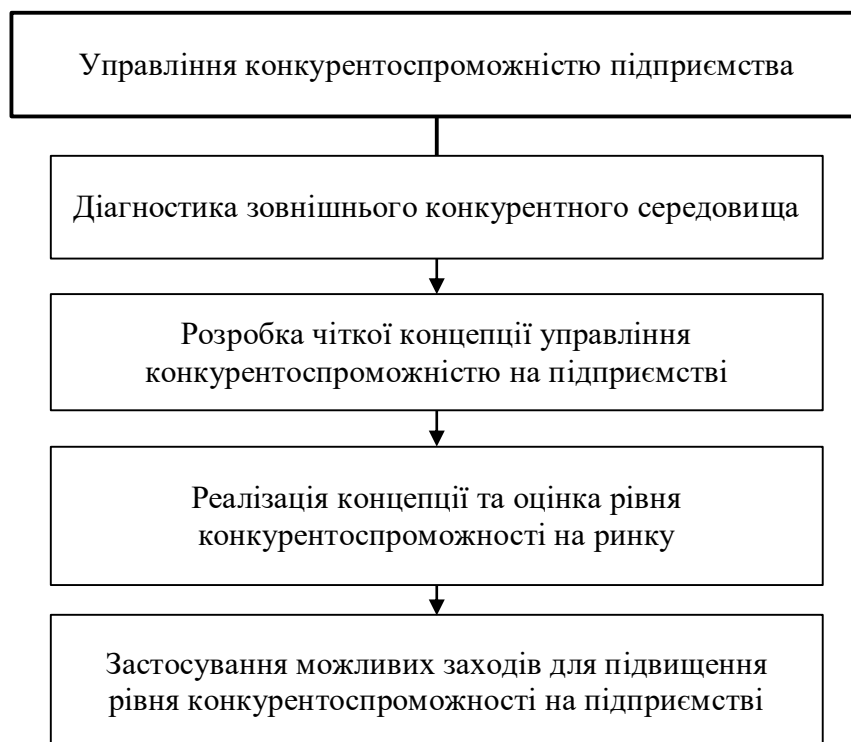 Управління конкурентоспроможністю підприємства
Діагностика зовнішнього конкурентного середовища
Розробка чіткої концепції управління
конкурентоспроможністю на підприємстві
Реалізація концепції та оцінка рівня
конкурентоспроможності на ринку
Застосування можливих заходів для підвищення
рівня конкурентоспроможності на підприємстві